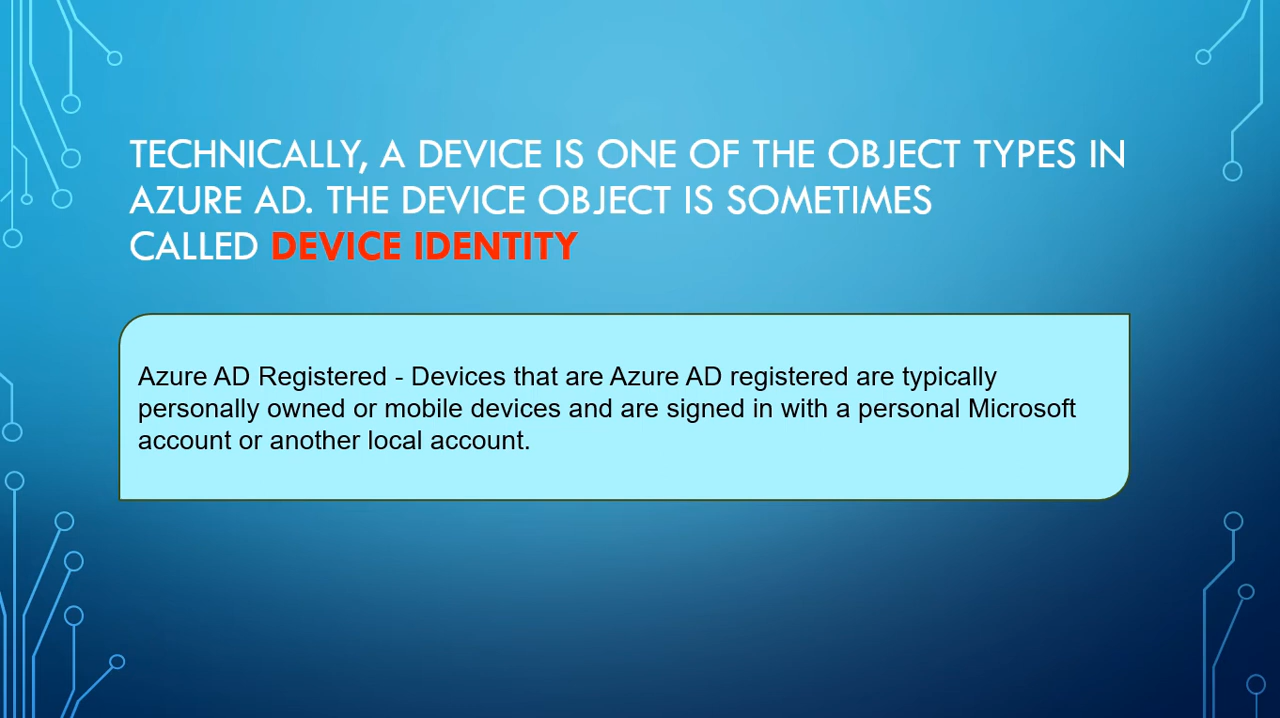 TECHNICALLY, A DEVICE IS ONE OF THE OBJECT TYPES IN
AZURE AD. THE DEVICE OBJECT IS SOMETIMES
CALLED DEVICE IDENTITY
Azure AD Registered - Devices that are Azure AD registered are typically
personally owned or mobile devices and are signed in with a personal Microsoft
account or another local account.